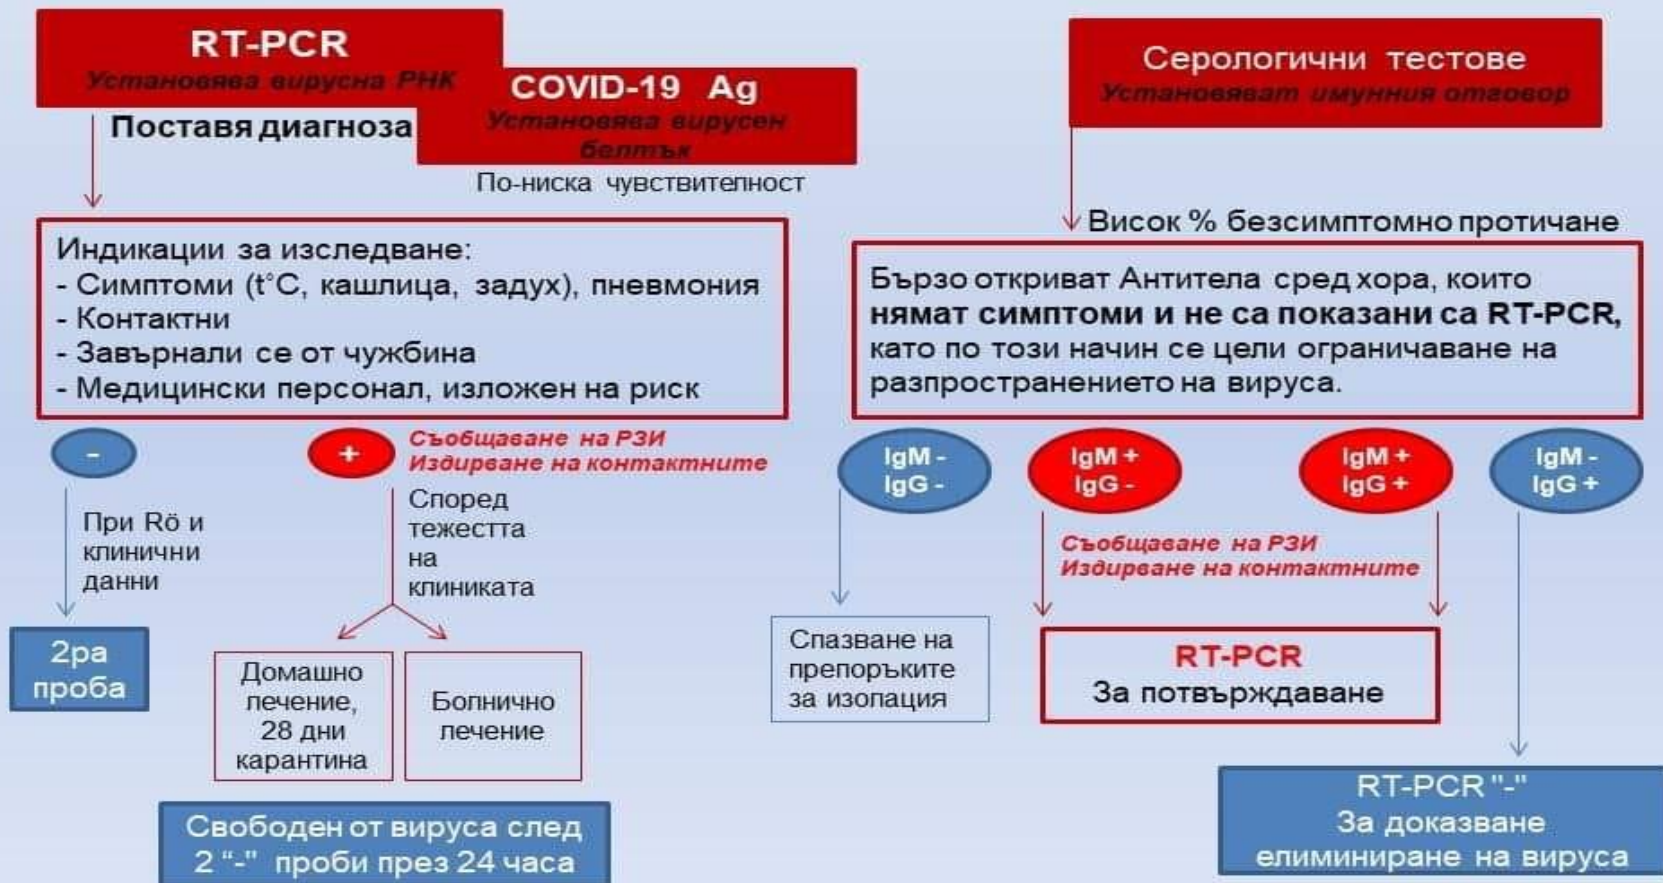 RT-PCR
Установява вирусна РНК
Поставя диагноза
COVID-19 Ag
Установява вирусен
белтък
По-ниска чувствителност
Индикации за изследване:
- Симптоми (t°C, кашлица, задух), пневмония
- Контактни
- Завърнали се от чужбина
- Медицински персонал, изложен на риск
-
+
Съобщаване на РЗИ
Издирване на контактните
При Rö и
клинични
данни
Според
тежестта
на
клиниката
2ра
проба
Домашно
лечение,
28 дни
карантина
Болнично
лечение
Свободен от вируса след
2 “-” проби през 24 часа
Серологични тестове
Установяват имунния отговор
Висок % безсимптомно протичане
Бързо откриват Антитела сред хора, които
нямат симптоми и не са показани са RT-PCR,
като по този начин се цели ограничаване на
разпространението на вируса.
IgM -
IgG -
IgM +
IgG -
IgM +
IgG +
IgM -
IgG +
Съобщаване на РЗИ
Издирване на контактните
Спазване на
препоръките
за изолация
RT-PCR
За потвърждаване
RT-PCR "-"
За доказване
елиминиране на вируса